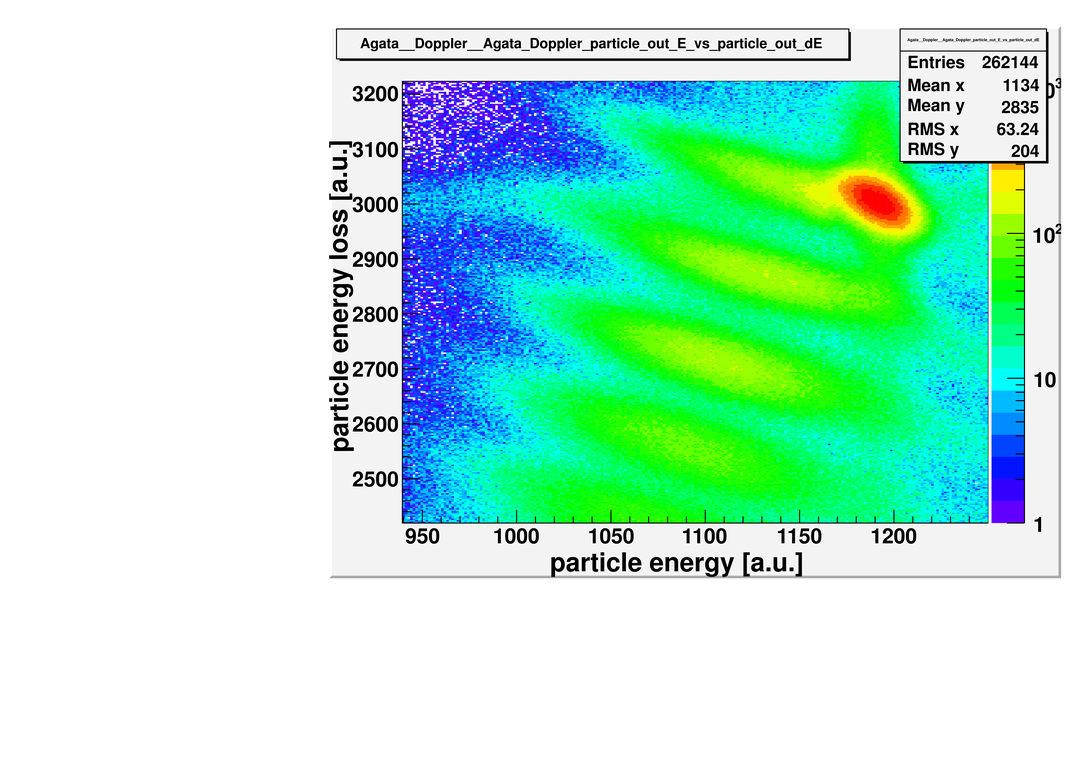 Agata__Doppler__Agata_Doppler_particle_out_E_vs_particle_out_dE
Agata__Doppler__Agata_Doppler_particle_out_E_vs_particle_out_dE
Entries 262144
Mean x 1134
Mean y 2835
RMS x 63.24
RMS y 204
particle energy loss [a.u.]
3200
3100
3000
2900
2800
2700
2600
2500
950 1000 1050 1100 1150 1200
particle energy [a.u.]
10²
10
1